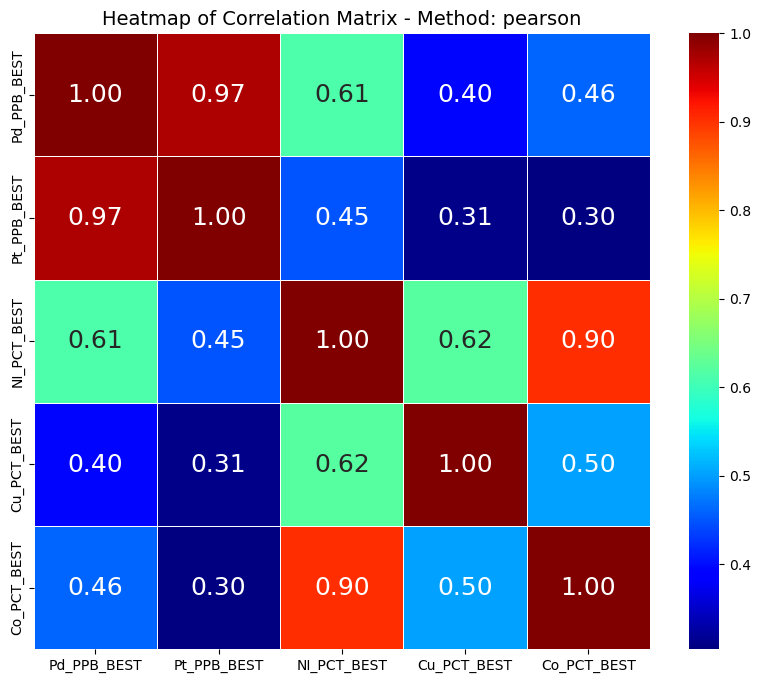 Heatmap of Correlation Matrix - Method: pearson
Pd_PPB_BEST
1.00 0.97 0.61 0.40 0.46
Pt_PPB_BEST
0.97 1.00 0.45 0.31 0.30
NI_PCT_BEST
0.61 0.45 1.00 0.62 0.90
Cu_PCT_BEST
0.40 0.31 0.62 1.00 0.50
Co_PCT_BEST
0.46 0.30 0.90 0.50 1.00
Pd_PPB_BEST Pt_PPB_BEST NI_PCT_BEST Cu_PCT_BEST Co_PCT_BEST
1.0
0.9
0.8
0.7
0.6
0.5
0.4